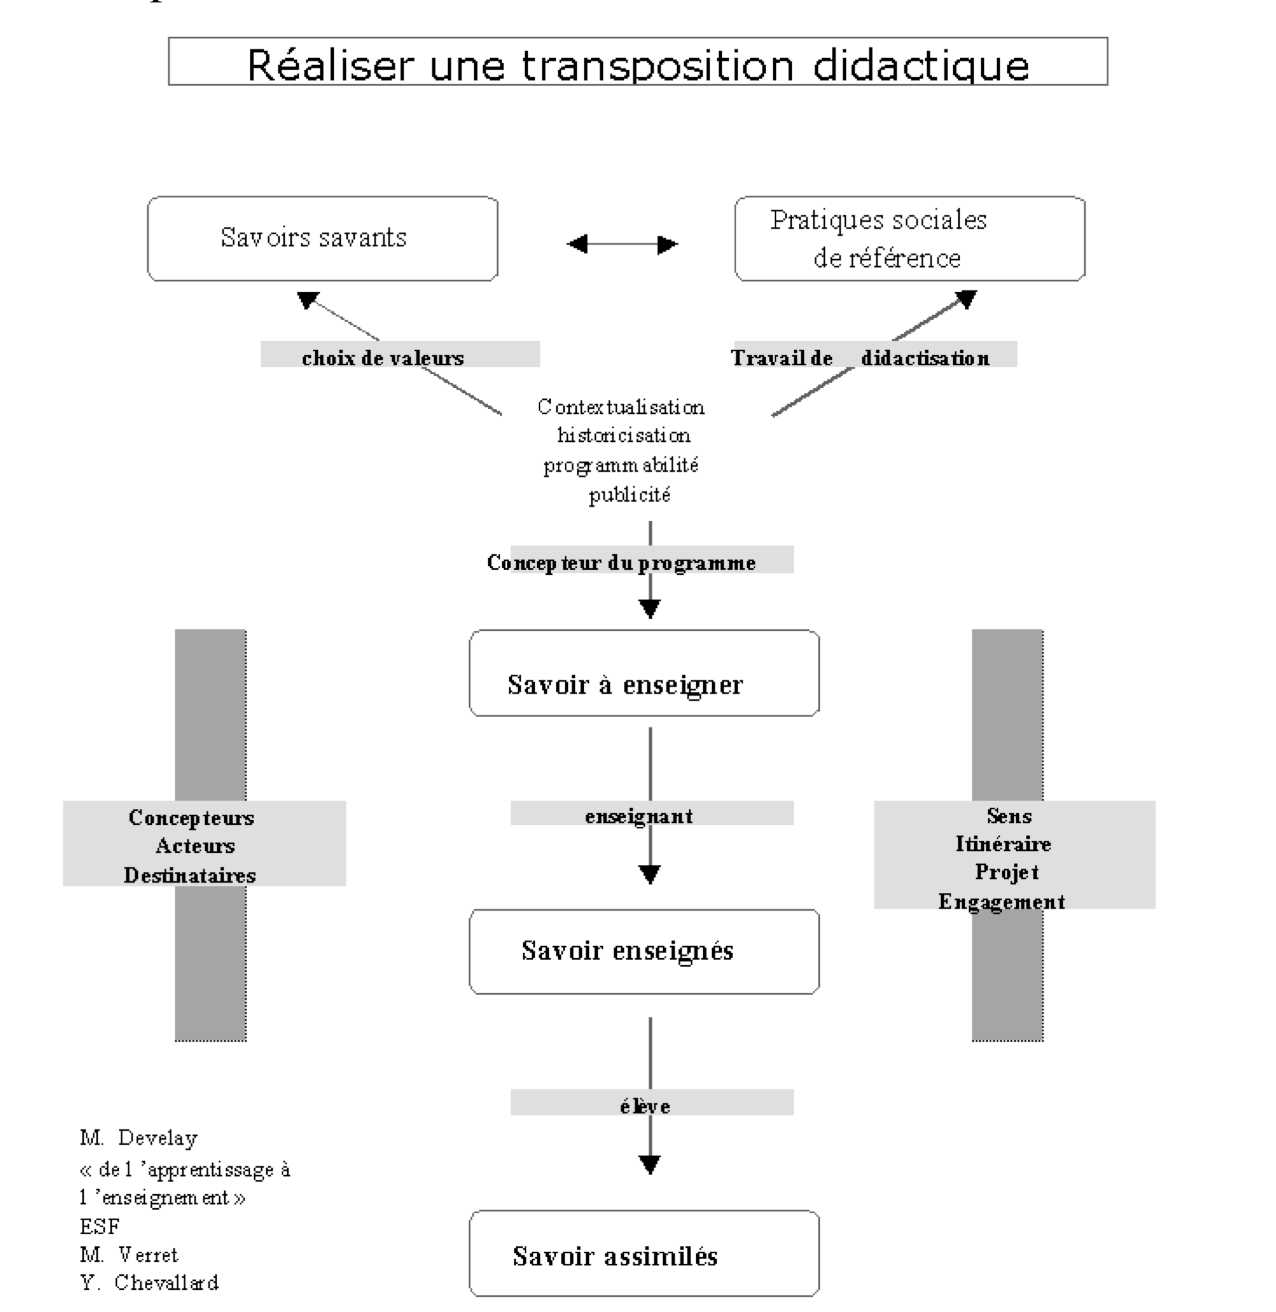 Réaliser une transposition didactique
Savoirs savants
Pratiques sociales
de référence
choix de valeurs
Travail de didactisation
Contextualisation
historicisation
programmabilité
publicité
Concepteur du programme
Savoir à enseigner
enseignant
Concepteurs
Acteurs
Destinataires
Sens
Itinéraire
Projet
Engagement
Savoir enseignés
élève
M. Develay
« de l ’apprentissage à
l ’enseignement »
ESF
M. Verret
Y. Chevallard
Savoir assimilés